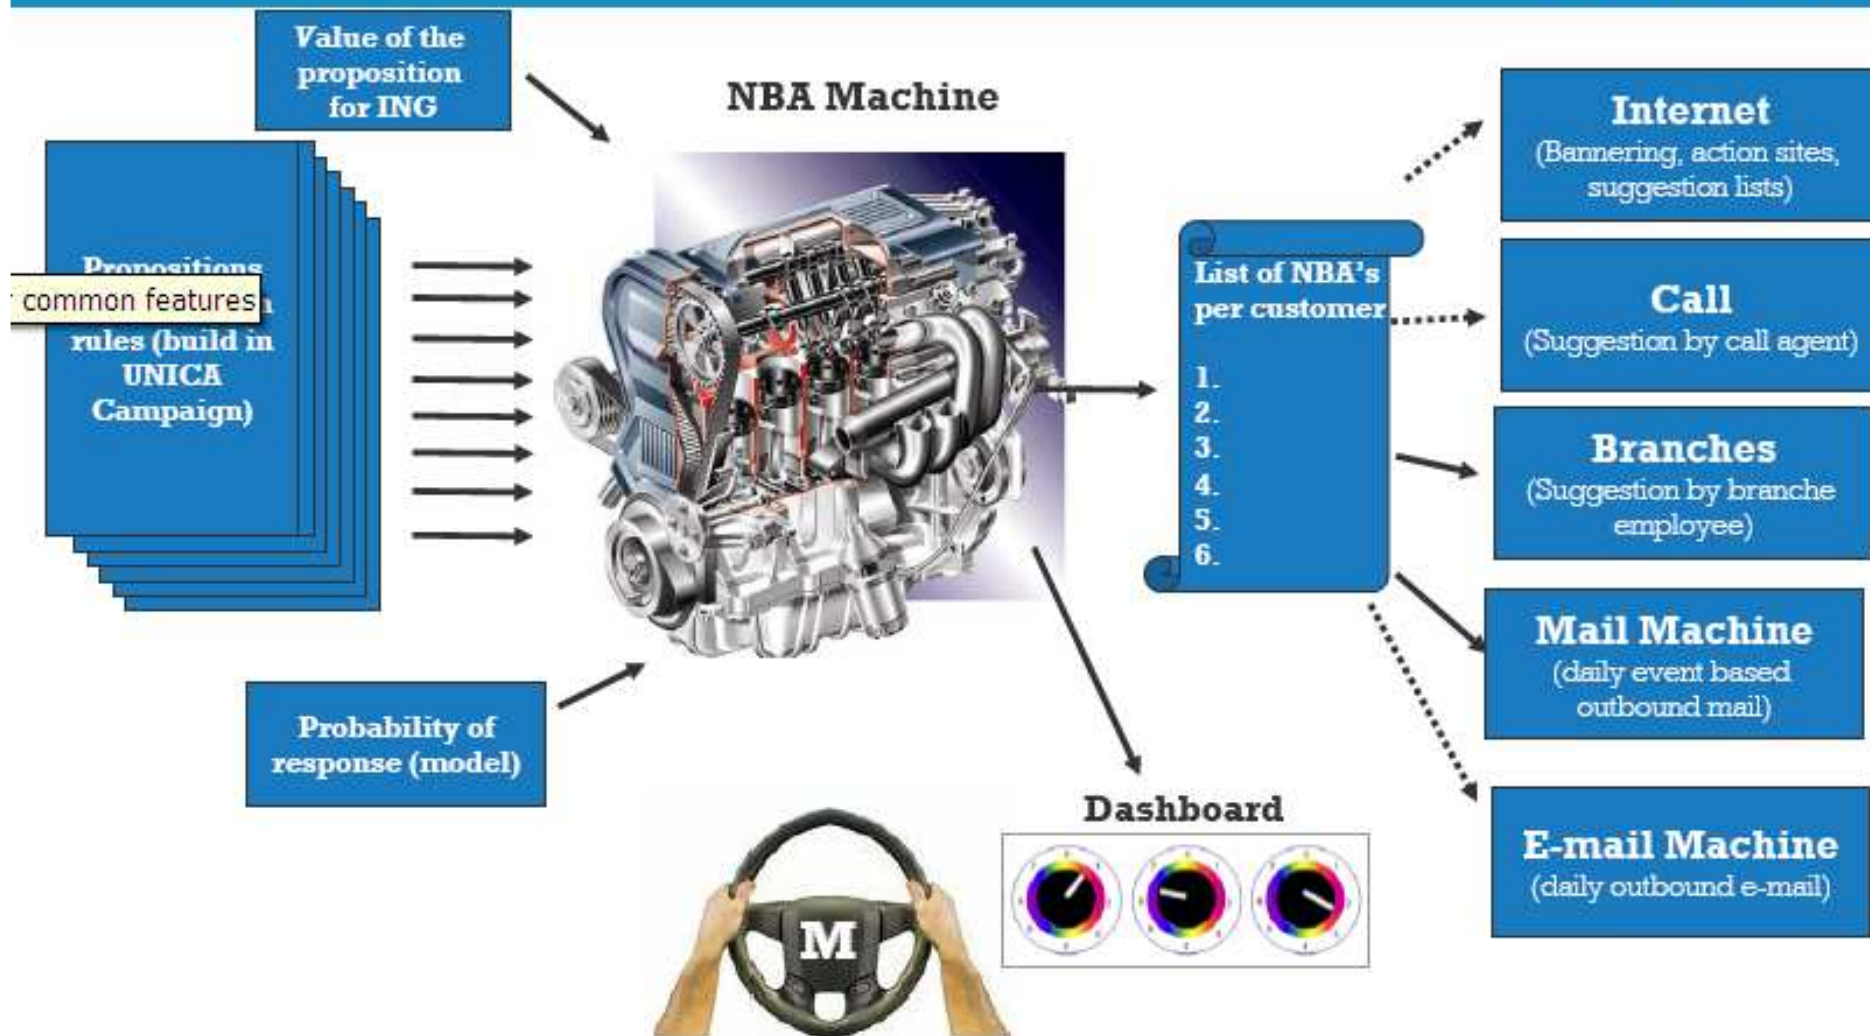 Value of the
proposition
for ING
NBA Machine
Propositions
common features
rules (build in
UNICA
Campaign)
Probability of
response (model)
List of NBA's
per customer
1.
2.
3.
4.
5.
6.
Internet
(Bannering, action sites,
suggestion lists)
Call
(Suggestion by call agent)
Branches
(Suggestion by branche
employee)
Mail Machine
(daily event based
outbound mail)
E-mail Machine
(daily outbound e-mail)
Dashboard
M